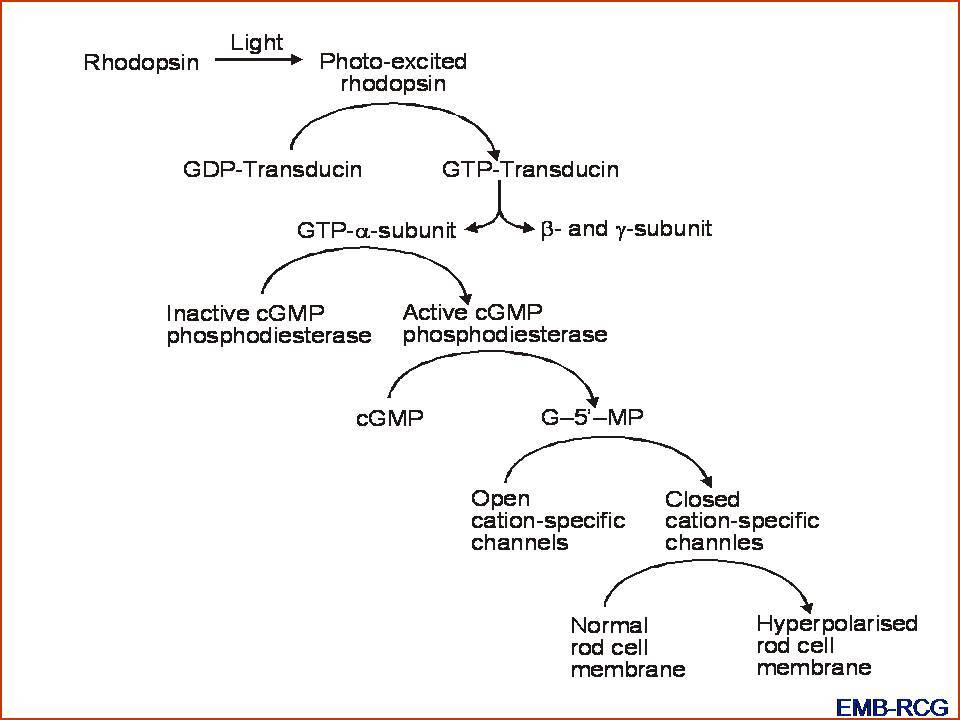 Light
Rhodopsin
Photo-excited
rhodopsin
GDP-Transducin
GTP-Transducin
GTP-α-subunit
β- and γ-subunit
Inactive cGMP
phosphodiesterase
Active cGMP
phosphodiesterase
cGMP
G–5’–MP
Open
cation-specific
channels
Closed
cation-specific
channles
Normal
rod cell
membrane
Hyperpolarised
rod cell
membrane
EMB-RCG